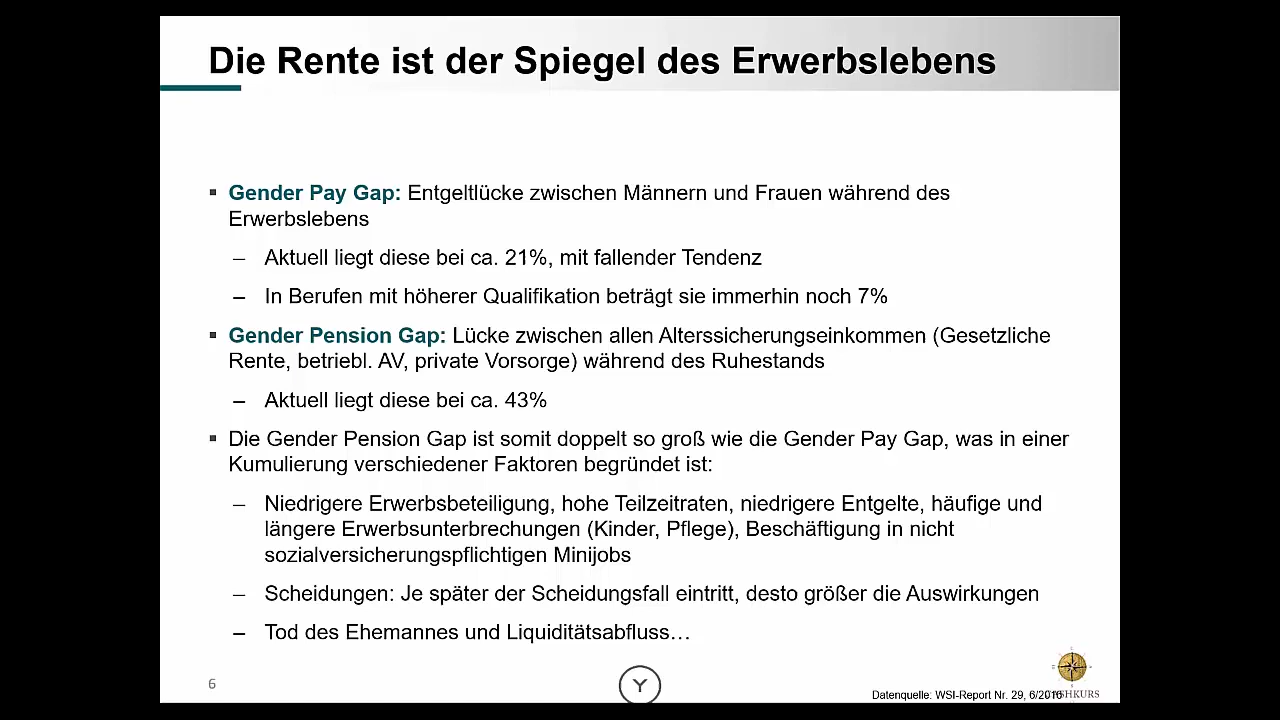 Die Rente ist der Spiegel des Erwerbslebens
Gender Pay Gap: Entgeltlücke zwischen Männern und Frauen während des
Erwerbslebens
– Aktuell liegt diese bei ca. 21%, mit fallender Tendenz
– In Berufen mit höherer Qualifikation beträgt sie immerhin noch 7%
Gender Pension Gap: Lücke zwischen allen Alterssicherungseinkommen (Gesetzliche
Rente, betriebl. AV, private Vorsorge) während des Ruhestands
– Aktuell liegt diese bei ca. 43%
Die Gender Pension Gap ist somit doppelt so groß wie die Gender Pay Gap, was in einer
Kumulierung verschiedener Faktoren begründet ist:
– Niedrigere Erwerbsbeteiligung, hohe Teilzeitraten, niedrigere Entgelte, häufige und
längere Erwerbsunterbrechungen (Kinder, Pflege), Beschäftigung in nicht
sozialversicherungspflichtigen Minijobs
– Scheidungen: Je später der Scheidungsfall eintritt, desto größer die Auswirkungen
– Tod des Ehemannes und Liquiditätsabfluss…
6
Y
Datenquelle: WSI-Report Nr. 29, 6/2016